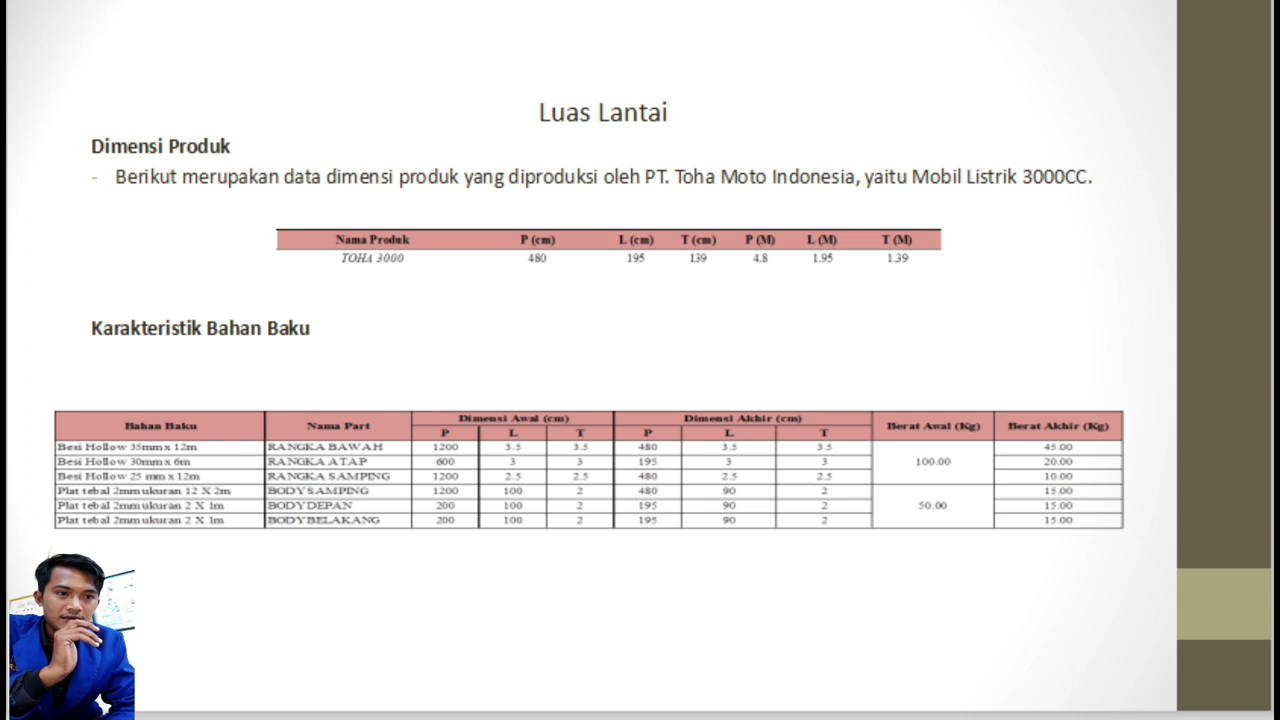 Luas Lantai
Dimensi Produk
- Berikut merupakan data dimensi produk yang diproduksi oleh PT. Toha Moto Indonesia, yaitu Mobil Listrik 3000CC.
Nama Produk P (cm) L (cm) T (cm) P (M) L (M) T (M)
TOHA 3000 480 195 139 4.8 1.95 1.39
Karakteristik Bahan Baku
Bahan Baku Nama Part Dimensi Awal (cm) Dimensi Akhir (cm) Berat Awal (Kg) Berat Akhir (Kg)
P L T P L T
Besi Hollow 35mm x 12m RANGKA BAWAH 1200 3.5 3.5 480 3.5 3.5 45.00
Besi Hollow 30mm x 6m RANGKA ATAP 600 3 3 195 3 3 100.00 20.00
Besi Hollow 25 mm x 12m RANGKA SAMPING 1200 2.5 2.5 480 2.5 2.5 10.00
Plat tebal 2mm ukuran 12 X 2m BODY SAMPING 1200 100 2 480 90 2 15.00
Plat tebal 2mm ukuran 2 X 1m BODY DEPAN 200 100 2 195 90 2 50.00 15.00
Plat tebal 2mm ukuran 2 X 1m BODY BELAKANG 200 100 2 195 90 2 15.00